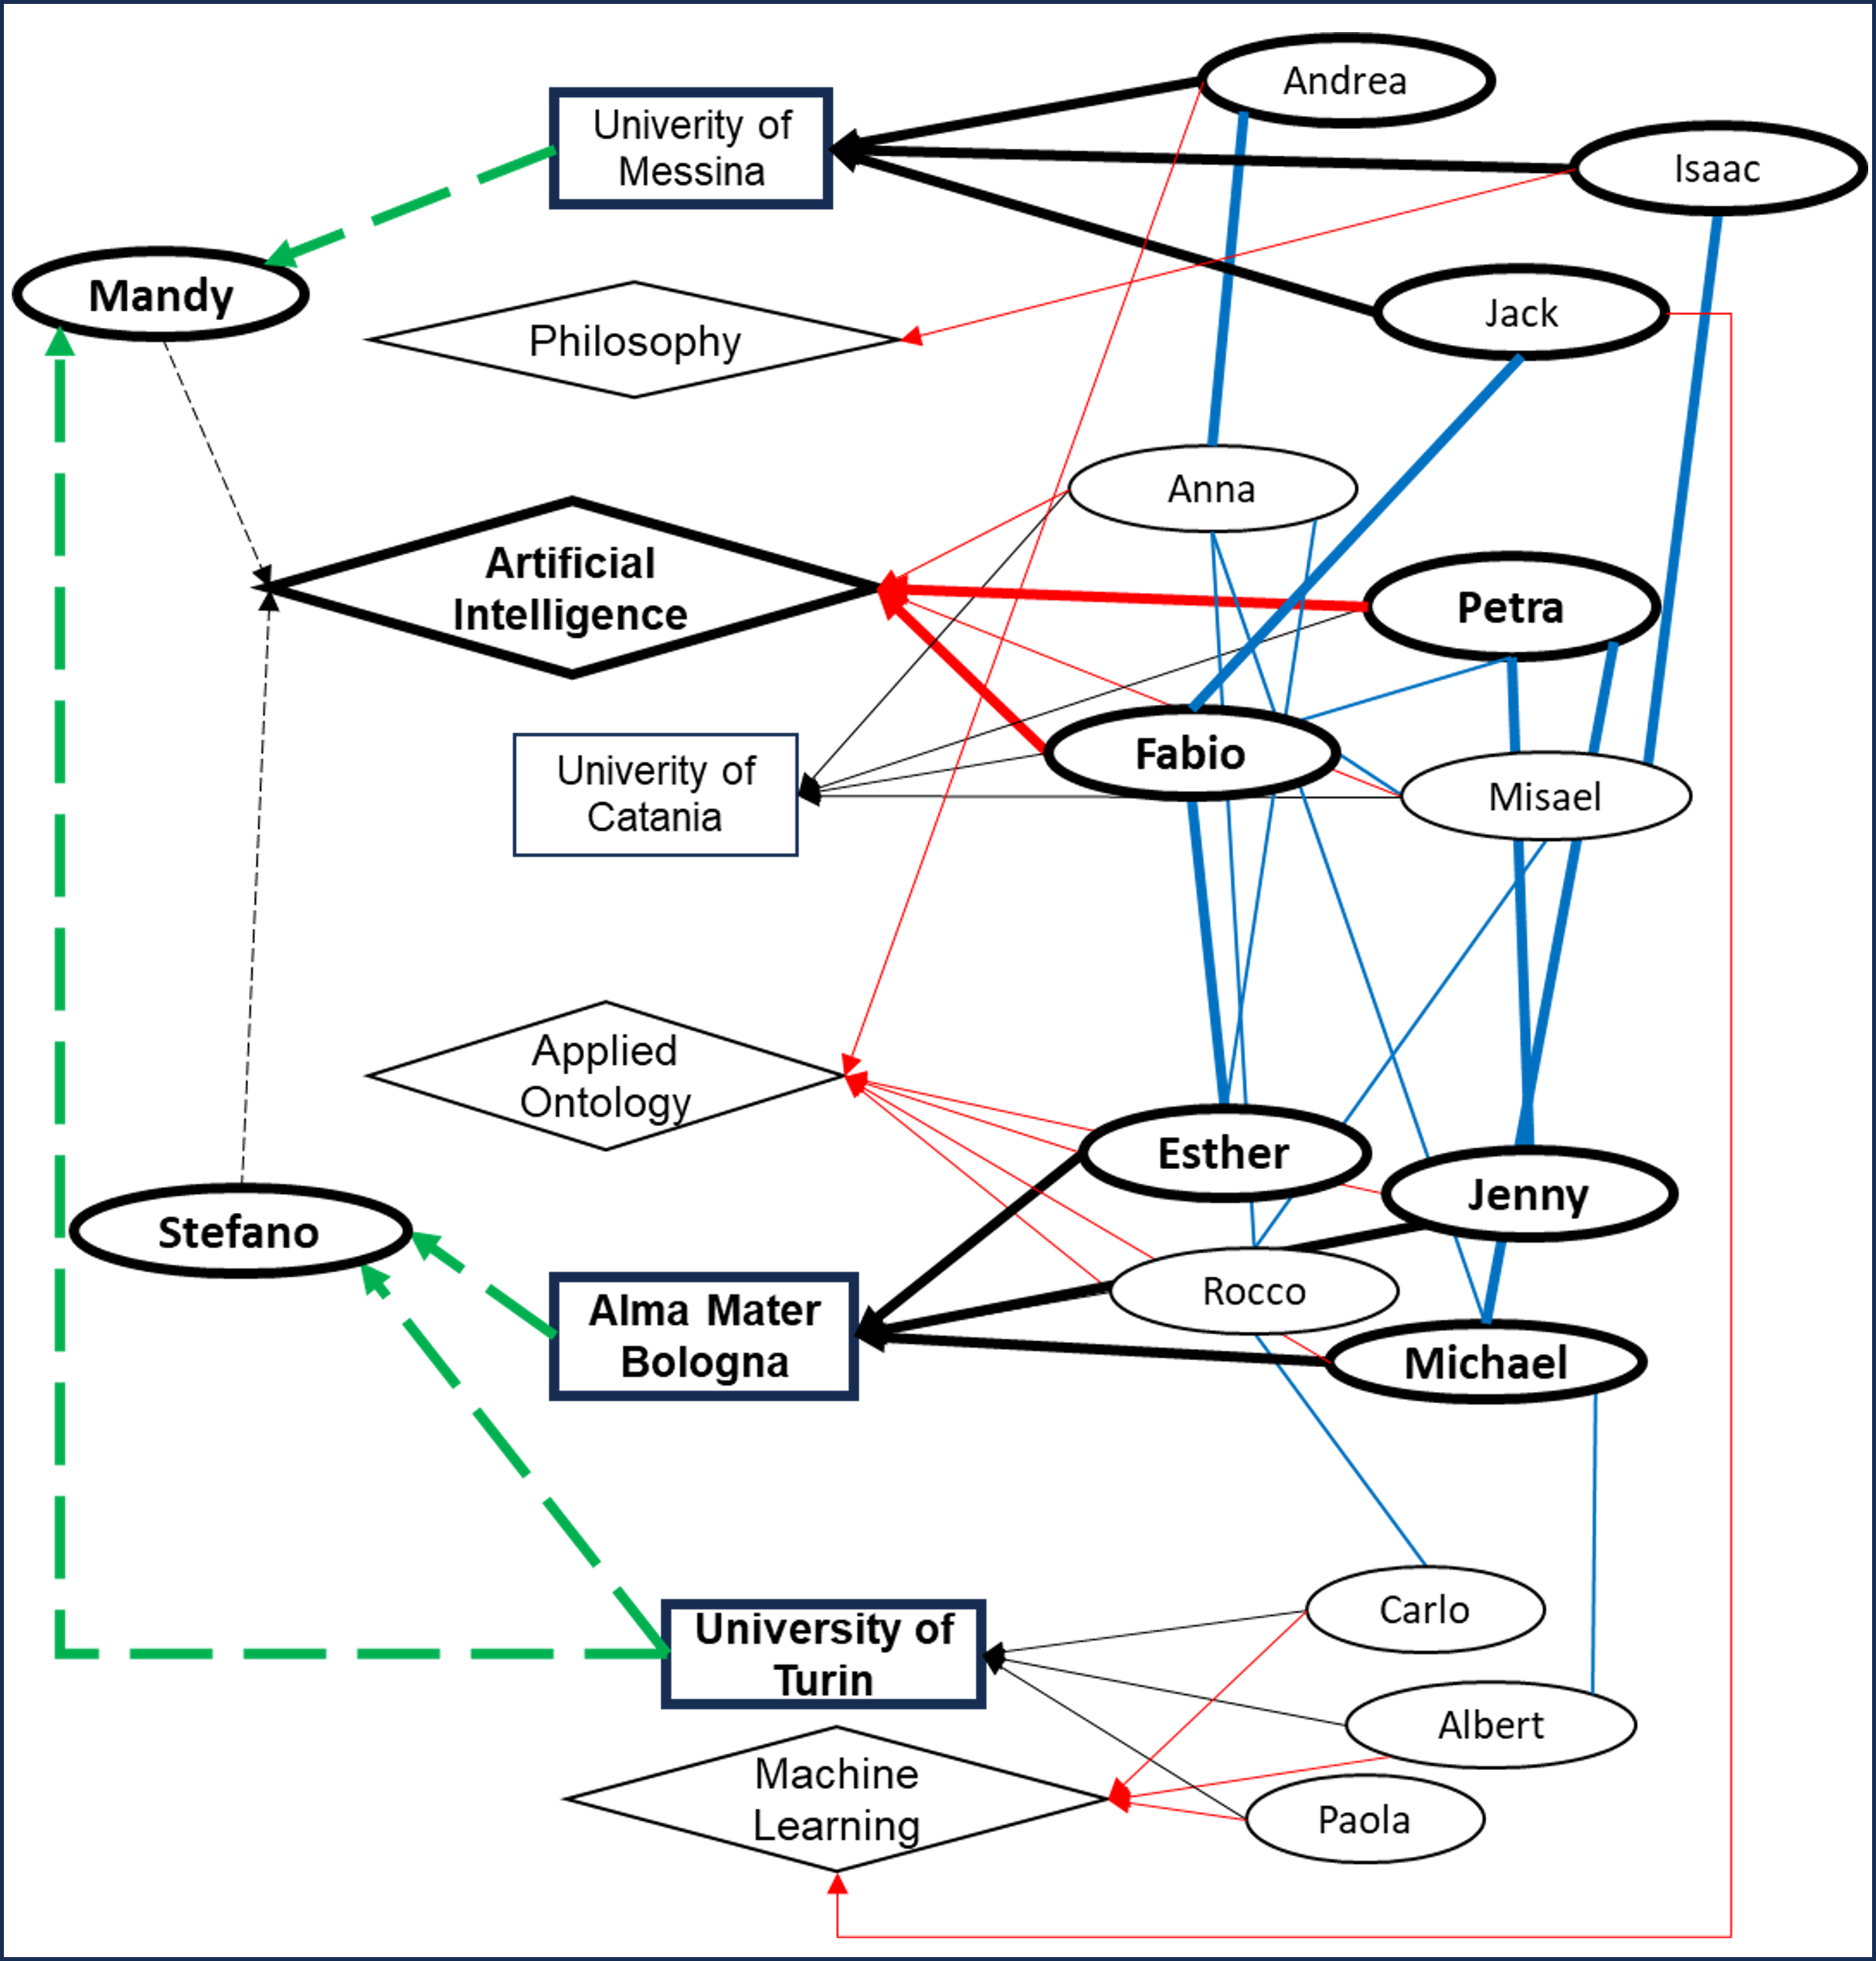 Andrea
Univerity of
Messina
Isaac
Mandy
Jack
Philosophy
Anna
Artificial
Intelligence
Petra
Fabio
Univerity of
Catania
Misael
Applied
Ontology
Esther
Jenny
Stefano
Rocco
Alma Mater
Bologna
Michael
Carlo
University of
Turin
Albert
Machine
Learning
Paola